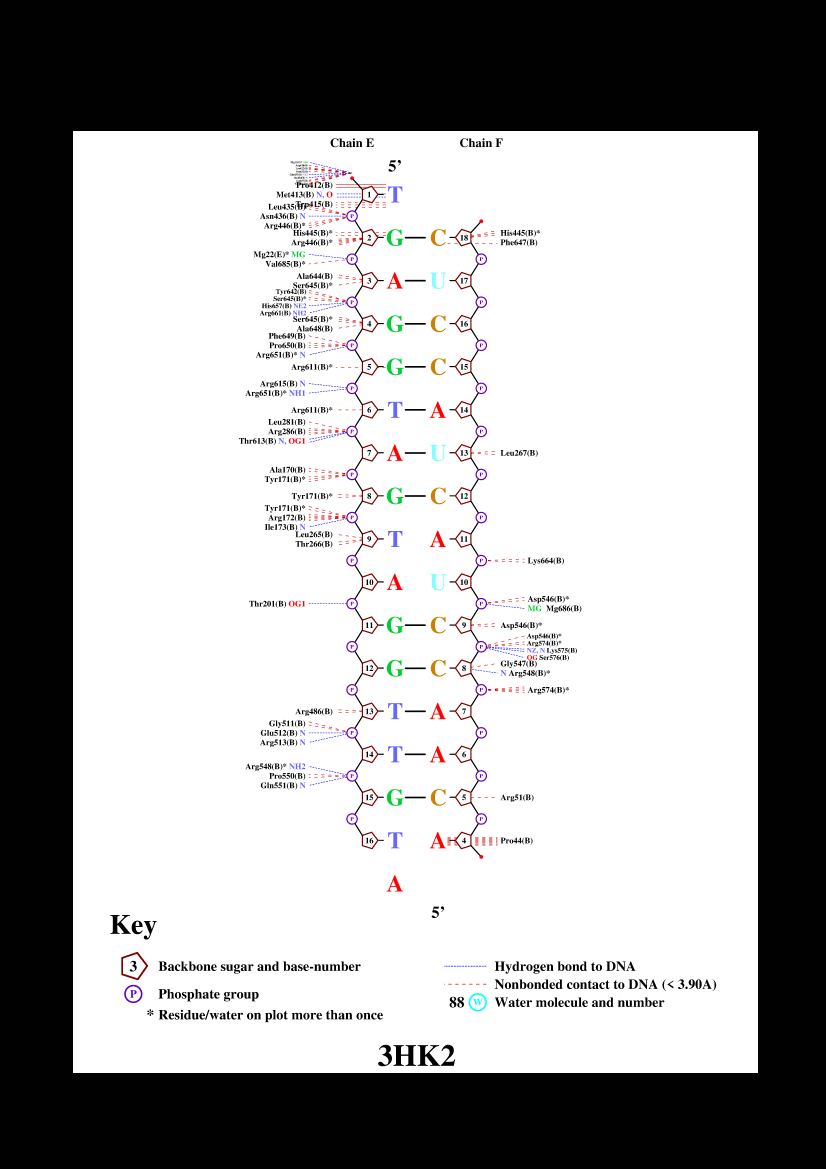 Chain E Chain F
5’
Pro412(B)
1 T
Met413(B) N, O
Trp415(B)
Leu435(B)*
Asn436(B) N
P
Arg446(B)*
His445(B)*
Arg446(B)*
2 G C 18 His445(B)*
Phe647(B)
Mg22(E)* MG
Val685(B)*
P P
Ala644(B)
Ser645(B)*
3 A U 17
Tyr642(B)
Ser645(B)*
His657(B) NE2
Arg661(B) NH2
P P
Ser645(B)*
Ala648(B)
4 G C 16
Phe649(B)
Pro650(B)
Arg651(B)* N
P P
Arg611(B)* 5 G C 15
Arg615(B) N
Arg651(B)* NH1
P P
Arg611(B)* 6 T A 14
Leu281(B)
Arg286(B)
Thr613(B) N, OG1
P P
7 A U 13 Leu267(B)
Ala170(B)
Tyr171(B)*
P P
Tyr171(B)* 8 G C 12
Tyr171(B)*
Arg172(B)
Ile173(B) N
P P
Leu265(B)
Thr266(B)
9 T A 11
P P Lys664(B)
10 A U 10
Thr201(B) OG1 P P Asp546(B)*
MG Mg686(B)
11 G C 9 Asp546(B)*
P P Asp546(B)*
Arg574(B)*
NZ, N Lys575(B)
OG Ser576(B)
12 G C 8 Gly547(B)
N Arg548(B)*
P P Arg574(B)*
Arg486(B) 13 T A 7
Gly511(B)
Glu512(B) N
Arg513(B) N
P P
14 T A 6
Arg548(B)* NH2
Pro550(B)
Gln551(B) N
P P
15 G C 5 Arg51(B)
P P
16 T A 4 Pro44(B)
A
5’
Key
3 Backbone sugar and base-number
P Phosphate group
* Residue/water on plot more than once
Hydrogen bond to DNA
Nonbonded contact to DNA (< 3.90A)
88 W Water molecule and number
3HK2